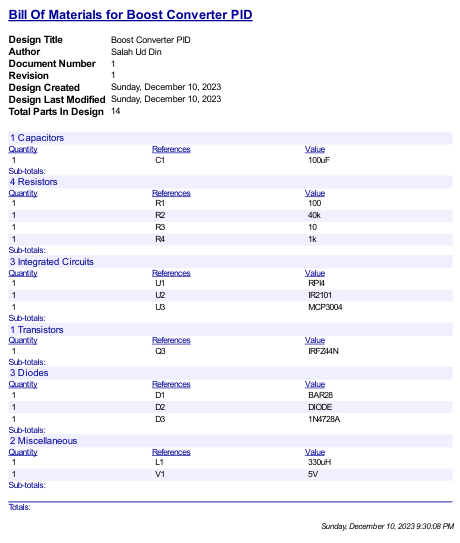 Bill Of Materials for Boost Converter PID
Design Title Boost Converter PID
Author Salah Ud Din
Document Number 1
Revision 1
Design Created Sunday, December 10, 2023
Design Last Modified Sunday, December 10, 2023
Total Parts In Design 14
1 Capacitors
Quantity References Value
1 C1 100uF
Sub-totals:
4 Resistors
Quantity References Value
1 R1 100
1 R2 40k
1 R3 10
1 R4 1k
Sub-totals:
3 Integrated Circuits
Quantity References Value
1 U1 RPI4
1 U2 IR2101
1 U3 MCP3004
Sub-totals:
1 Transistors
Quantity References Value
1 Q3 IRFZ44N
Sub-totals:
3 Diodes
Quantity References Value
1 D1 BAR28
1 D2 DIODE
1 D3 1N4728A
Sub-totals:
2 Miscellaneous
Quantity References Value
1 L1 330uH
1 V1 5V
Sub-totals:
Totals:
Sunday, December 10, 2023 9:30:08 PM